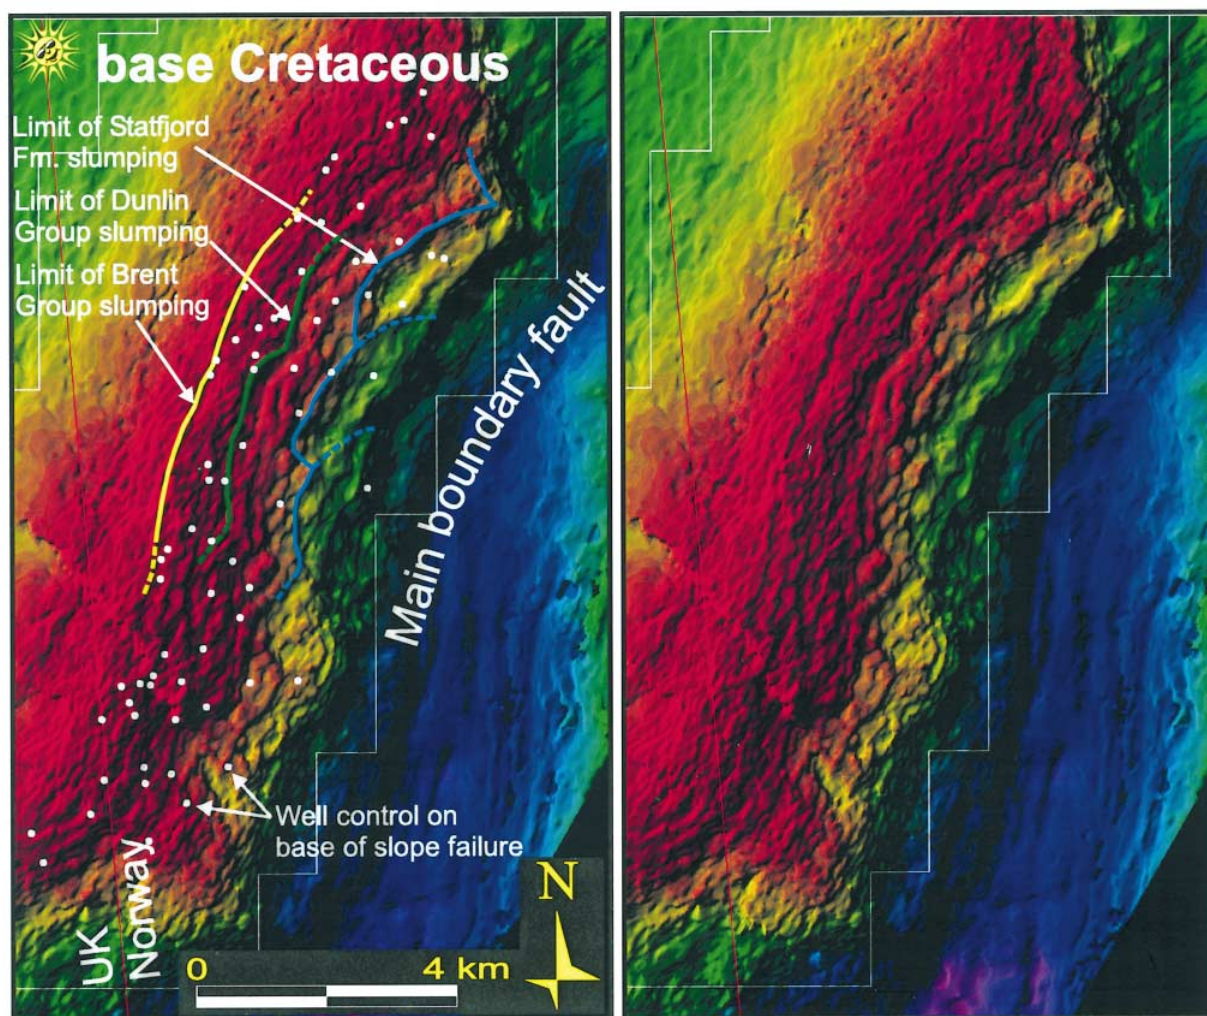 base Cretaceous
Limit of Statfjord
Frm. slumping
Limit of Dunlin
Group slumping
Limit of Brent
Group slumping
Main boundary fault
Well control on
base of slope failure
UK
Norway
N
0 4 km